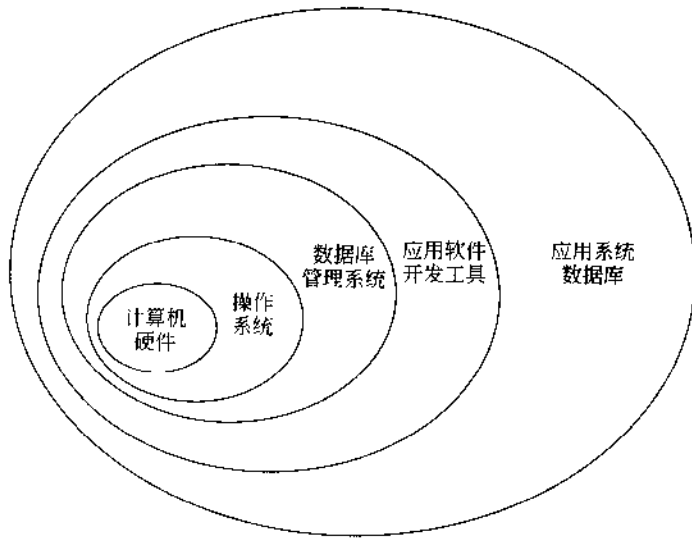 计算机
硬件
操作
系统
数据库
管理系统
应用软件
开发工具
应用系统
数据库